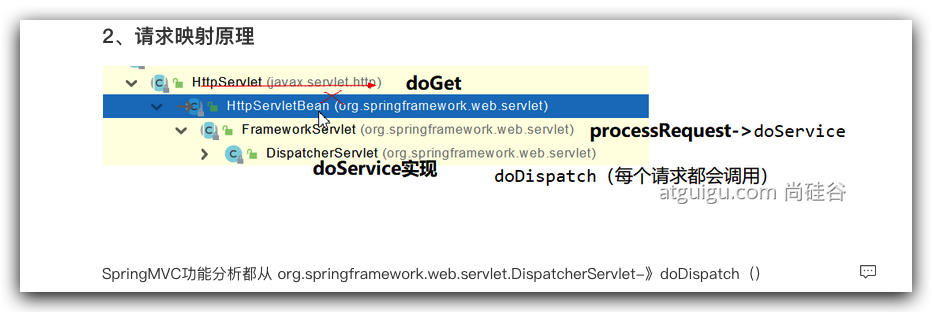 2、请求映射原理
HttpServlet (javax.servlet.http) doGet
HttpServletBean (org.springframework.web.servlet)
FrameworkServlet (org.springframework.web.servlet) processRequest->doService
DispatcherServlet (org.springframework.web.servlet)
doService实现
doDispatch（每个请求都会调用）
atguigu.com 尚硅谷
SpringMVC功能分析都从 org.springframework.web.servlet.DispatcherServlet-》doDispatch（）